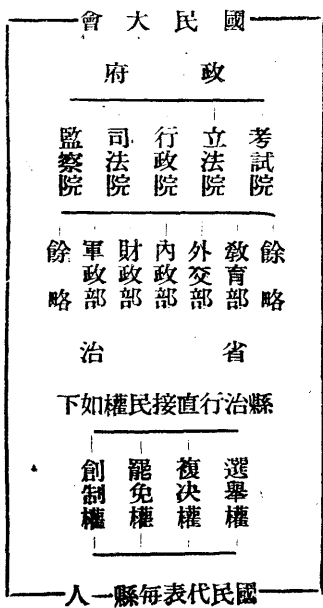 國民大會
政府
考試院
立法院
行政院
司法院
監察院
餘略
教育部
外交部
內政部
財政部
軍政部
餘略
省治
縣治行直接民權如下
選舉權
複決權
罷免權
創制權
國民代表每縣一人